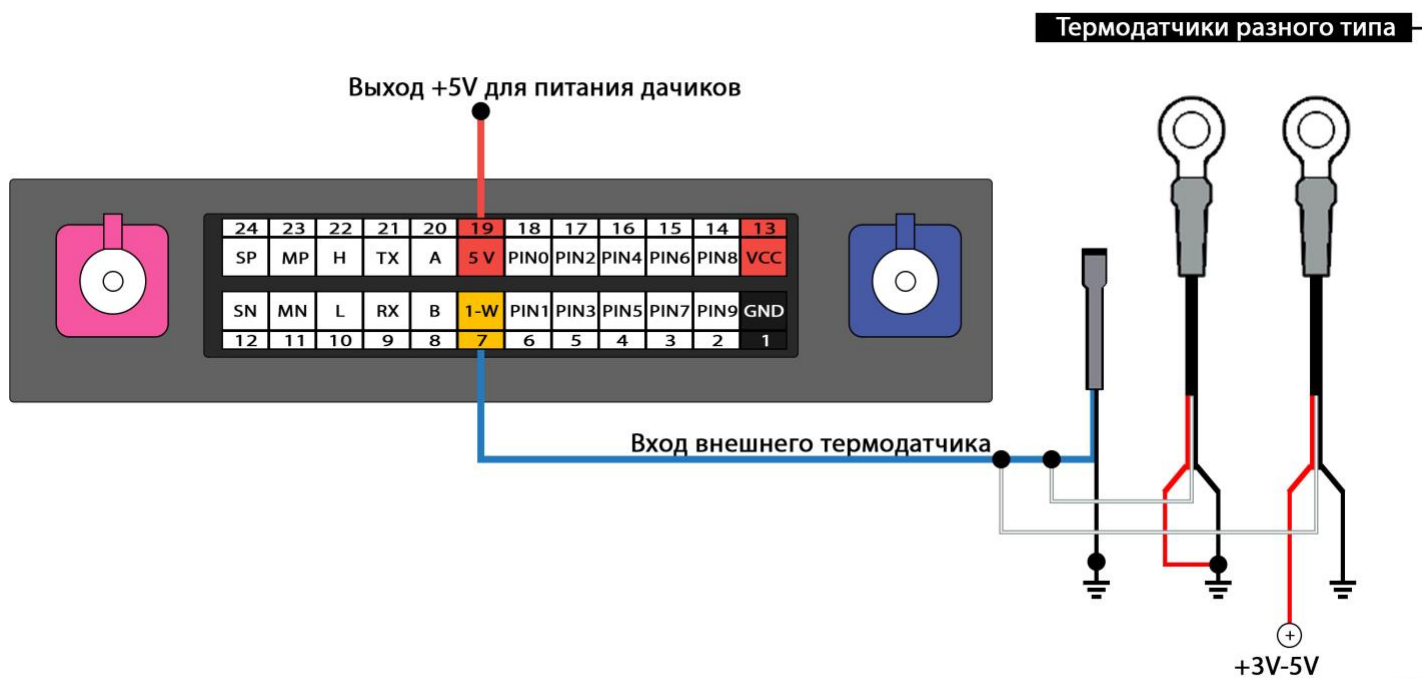 Термодатчики разного типа
Выход +5V для питания дачиков
24 23 22 21 20 19 18 17 16 15 14 13
SP MP H TX A 5 V PIN0 PIN2 PIN4 PIN6 PIN8 VCC
SN MN L RX B 1-W PIN1 PIN3 PIN5 PIN7 PIN9 GND
12 11 10 9 8 7 6 5 4 3 2 1
Вход внешнего термодатчика
+
+3V-5V